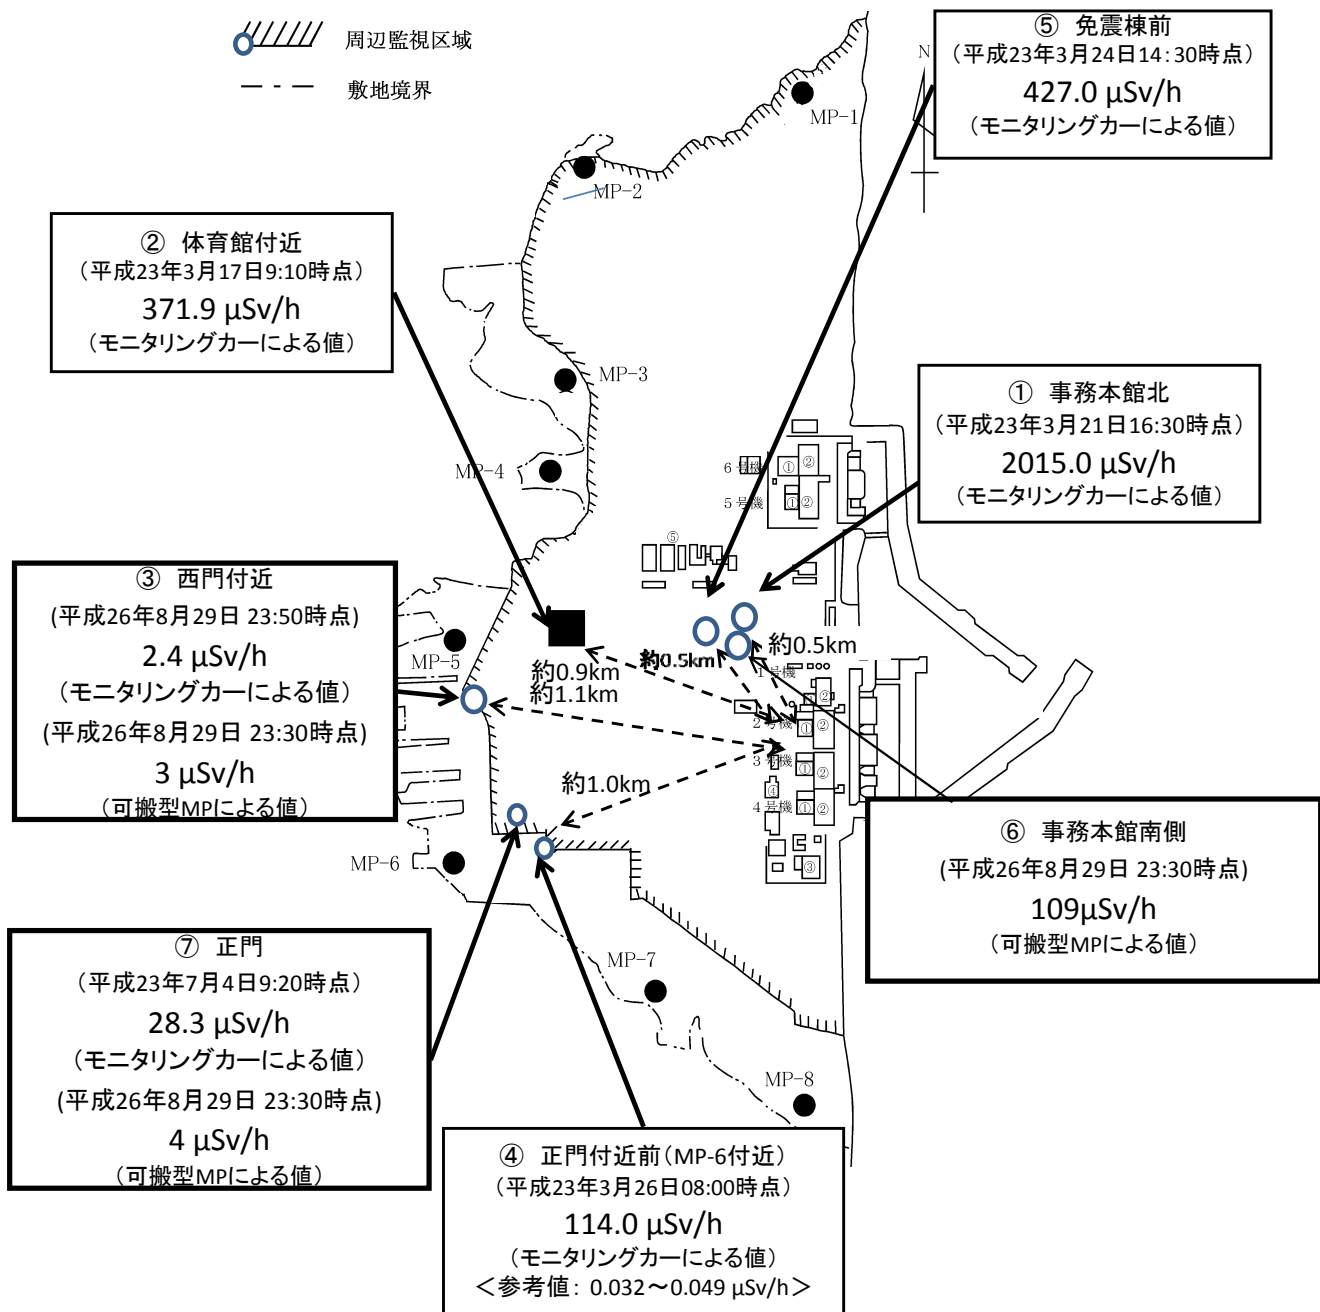 周辺監視区域
敷地境界
N
⑤ 免震棟前
(平成23年3月24日14:30時点)
427.0 μSv/h
(モニタリングカーによる値)
MP-1
MP-2
② 体育館付近
(平成23年3月17日9:10時点)
371.9 μSv/h
(モニタリングカーによる値)
MP-3
MP-4
① 事務本館北
(平成23年3月21日16:30時点)
2015.0 μSv/h
(モニタリングカーによる値)
6号機
①
②
5号機
①
②
⑤
③ 西門付近
(平成26年8月29日 23:50時点)
2.4 μSv/h
(モニタリングカーによる値)
(平成26年8月29日 23:30時点)
3 μSv/h
(可搬型MPによる値)
MP-5
約0.9km
約1.1km
約0.5km
約0.5km
1号機
②
2号機
①
②
3号機
①
②
④
4号機
①
②
③
約1.0km
MP-6
⑥ 事務本館南側
(平成26年8月29日 23:30時点)
109μSv/h
(可搬型MPによる値)
⑦ 正門
(平成23年7月4日9:20時点)
28.3 μSv/h
(モニタリングカーによる値)
(平成26年8月29日 23:30時点)
4 μSv/h
(可搬型MPによる値)
MP-7
MP-8
④ 正門付近前(MP-6付近)
(平成23年3月26日08:00時点)
114.0 μSv/h
(モニタリングカーによる値)
<参考値: 0.032～0.049 μSv/h>